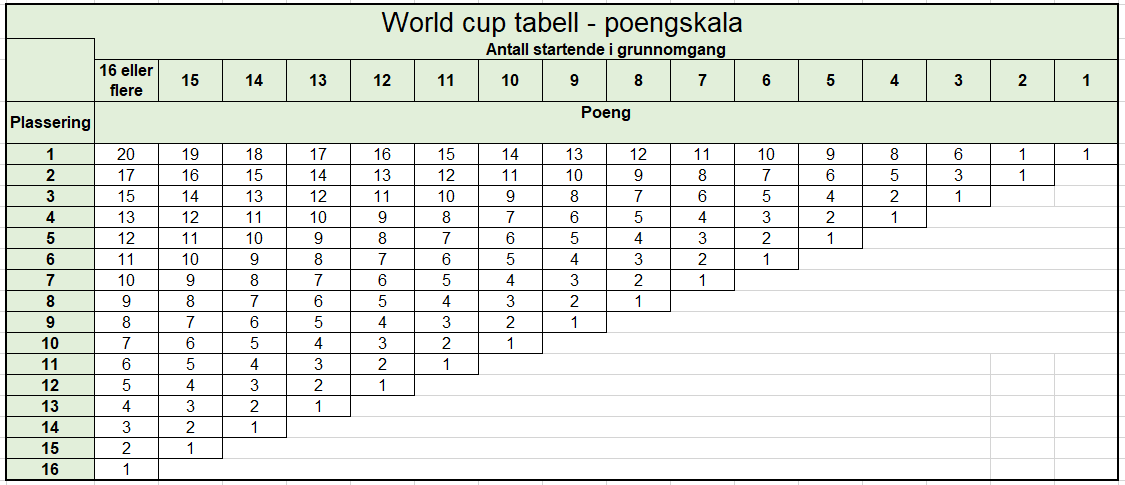 World cup tabell - poengskala
Antall startende i grunnomgang
16 eller flere 15 14 13 12 11 10 9 8 7 6 5 4 3 2 1
Plassering Poeng
1 20 19 18 17 16 15 14 13 12 11 10 9 8 6 1 1
2 17 16 15 14 13 12 11 10 9 8 7 6 5 3 1
3 15 14 13 12 11 10 9 8 7 6 5 4 2 1
4 13 12 11 10 9 8 7 6 5 4 3 2 1
5 12 11 10 9 8 7 6 5 4 3 2 1
6 11 10 9 8 7 6 5 4 3 2 1
7 10 9 8 7 6 5 4 3 2 1
8 9 8 7 6 5 4 3 2 1
9 8 7 6 5 4 3 2 1
10 7 6 5 4 3 2 1
11 6 5 4 3 2 1
12 5 4 3 2 1
13 4 3 2 1
14 3 2 1
15 2 1
16 1